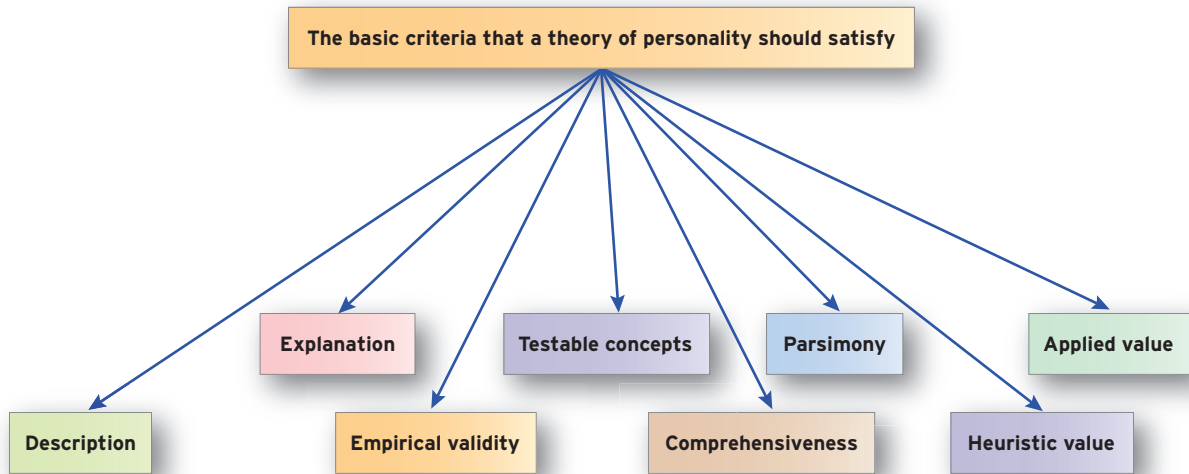 The basic criteria that a theory of personality should satisfy
Explanation
Testable concepts
Parsimony
Applied value
Description
Empirical validity
Comprehensiveness
Heuristic value